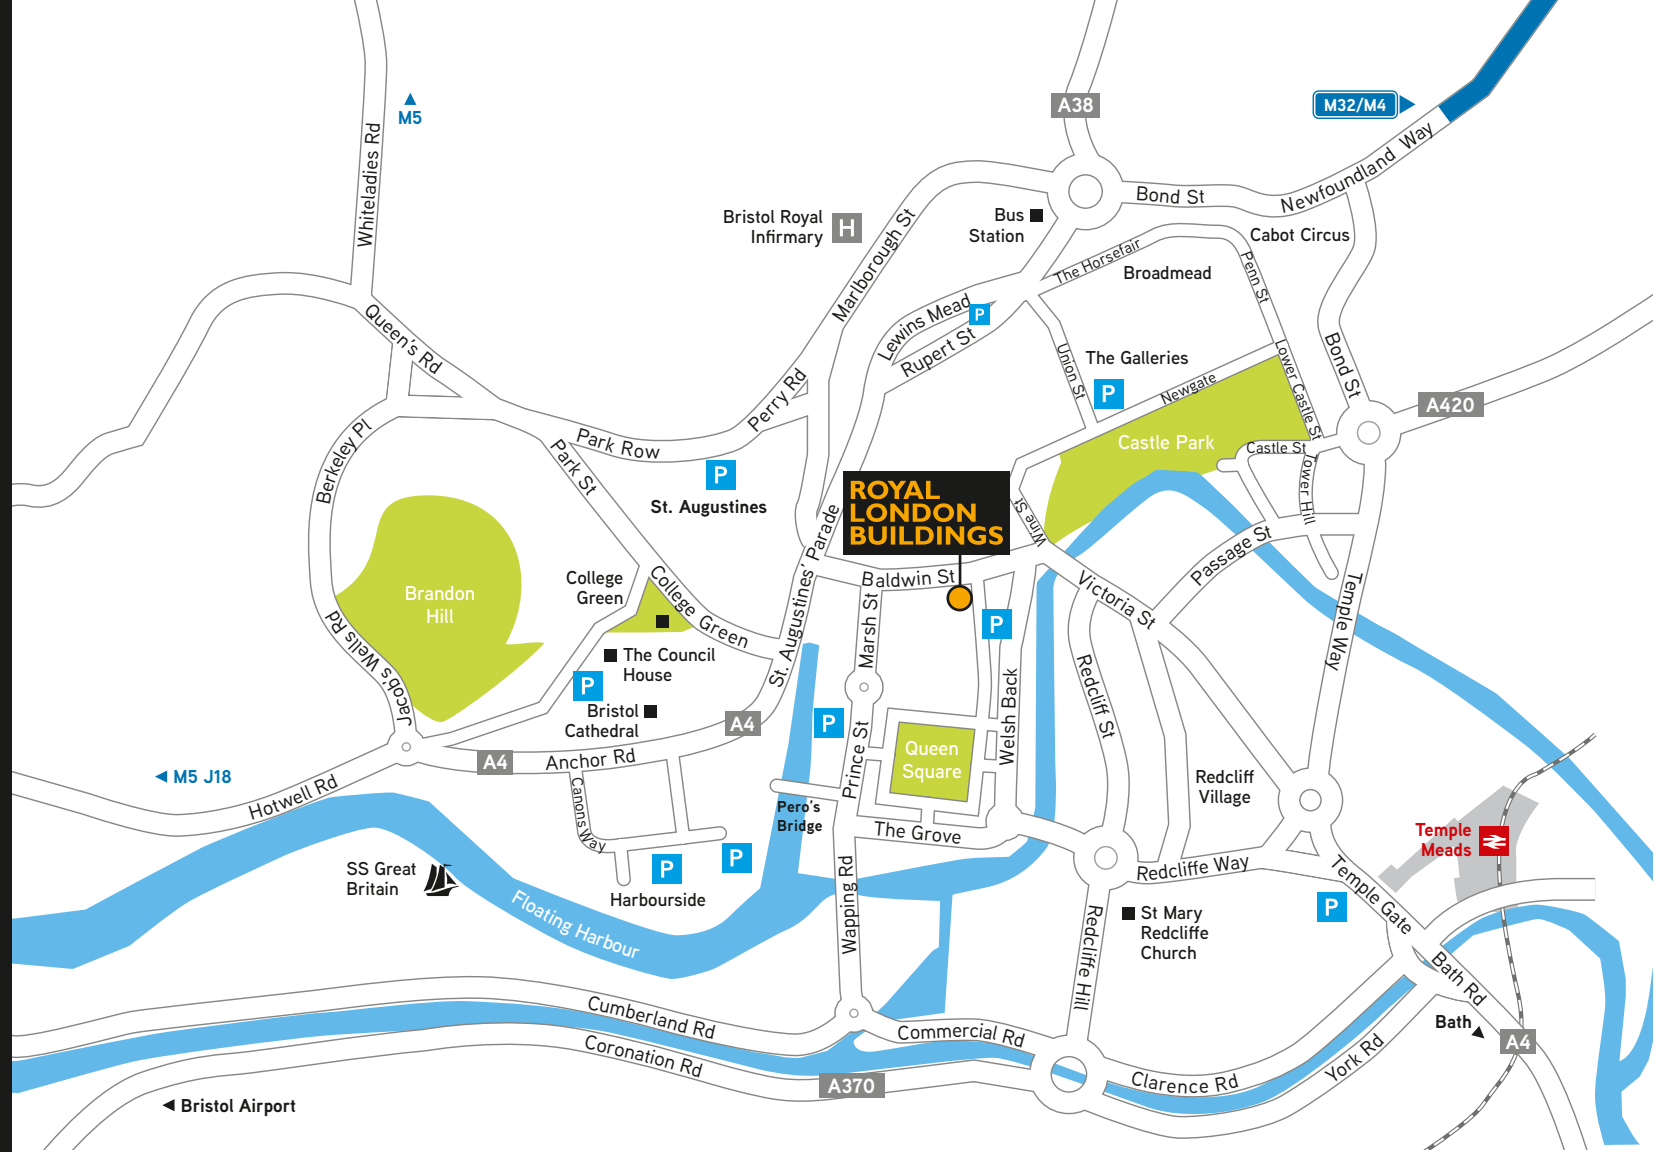 M5
Whiteladies Rd
A38
M32/M4
Newfoundland Way
Bond St
Bristol Royal
Infirmary
H
Marlborough St
Bus
Station
Cabot Circus
The Horsefair
Broadmead
Penn St
Queen's Rd
Lewins Mead
P
Rupert St
Union St
The Galleries
P
Newgate
Lower Castle St
Bond St
A420
Perry Rd
Park Row
Park St
Berkeley Pl
P
St. Augustines
Castle Park
Castle St
Tower Hill
ROYAL
LONDON
BUILDINGS
Wine St
Passage St
St. Augustines' Parade
Baldwin St
Victoria St
Temple Way
Brandon
Hill
College
Green
College Green
Jacob's Wells Rd
Marsh St
P
The Council
House
P
Bristol
Cathedral
A4
P
Redcliff St
Welsh Back
A4
Anchor Rd
Prince St
Queen
Square
M5 J18
Hotwell Rd
Canons Way
Pero's
Bridge
The Grove
Redcliff
Village
Temple
Meads
SS Great
Britain
P
P
Harbourside
Redcliffe Way
Temple Gate
P
Floating Harbour
Wapping Rd
Redcliffe Hill
St Mary
Redcliffe
Church
Bath Rd
Bath
A4
Cumberland Rd
Commercial Rd
Coronation Rd
A370
Clarence Rd
York Rd
Bristol Airport